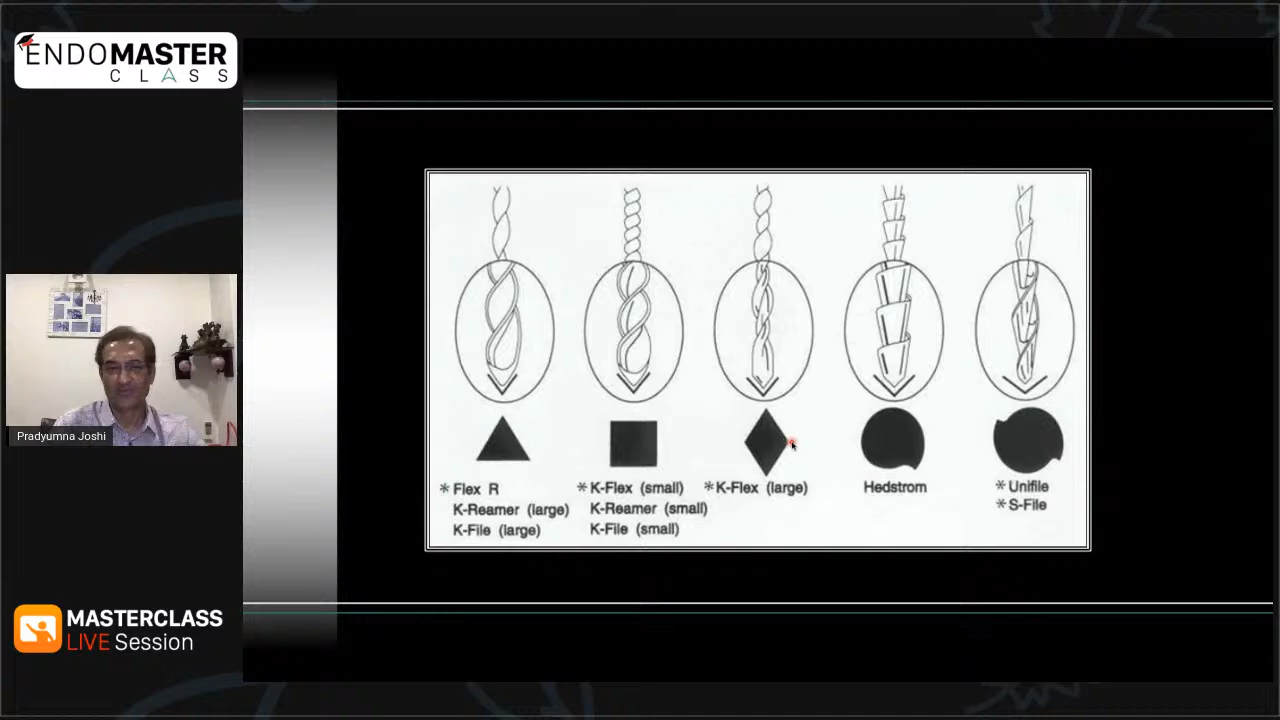 ENDOMASTER
CLASS
Pradyumna Joshi
* Flex R
K-Reamer (large)
K-File (large)
* K-Flex (small)
K-Reamer (small)
K-File (small)
* K-Flex (large)
Hedstrom
* Unifile
* S-File
MASTERCLASS
LIVE Session